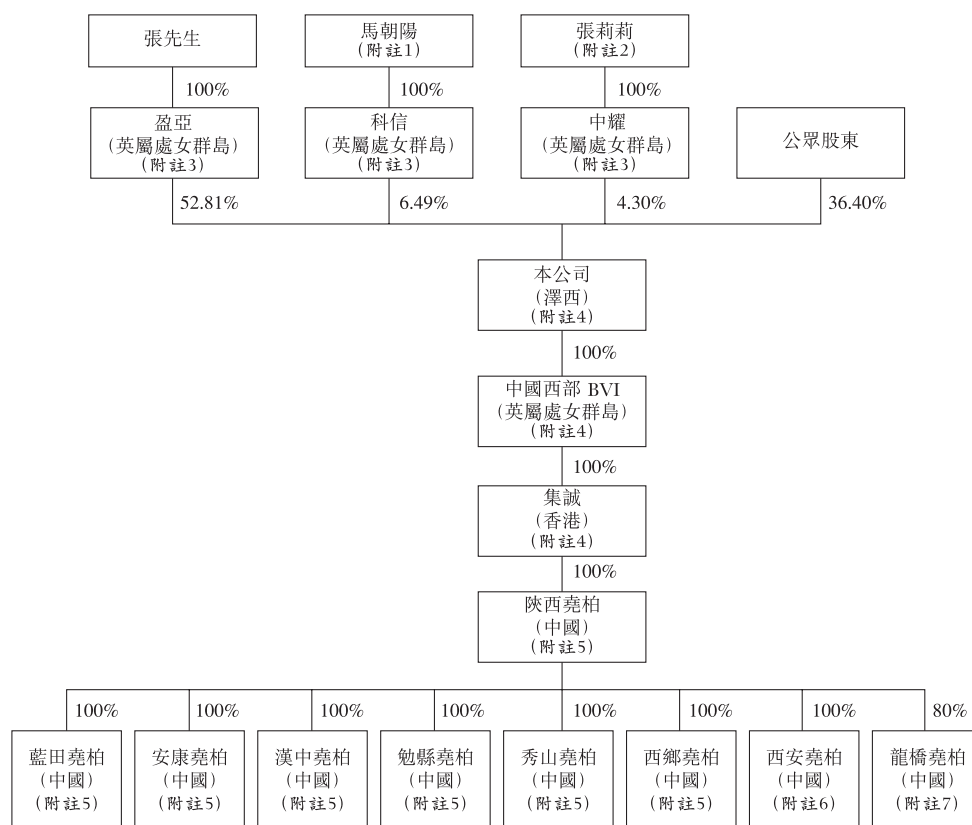 張先生
馬朝陽
(附註1)
張莉莉
(附註2)
100%
100%
100%
盈亞
(英屬處女群島)
(附註3)
科信
(英屬處女群島)
(附註3)
中耀
(英屬處女群島)
(附註3)
公眾股東
52.81%
6.49%
4.30%
36.40%
本公司
(澤西)
(附註4)
100%
中國西部 BVI
(英屬處女群島)
(附註4)
100%
集誠
(香港)
(附註4)
100%
陝西堯柏
(中國)
(附註5)
100%
100%
100%
100%
100%
100%
100%
80%
藍田堯柏
(中國)
(附註5)
安康堯柏
(中國)
(附註5)
漢中堯柏
(中國)
(附註5)
勉縣堯柏
(中國)
(附註5)
秀山堯柏
(中國)
(附註5)
西鄉堯柏
(中國)
(附註5)
西安堯柏
(中國)
(附註6)
龍橋堯柏
(中國)
(附註7)